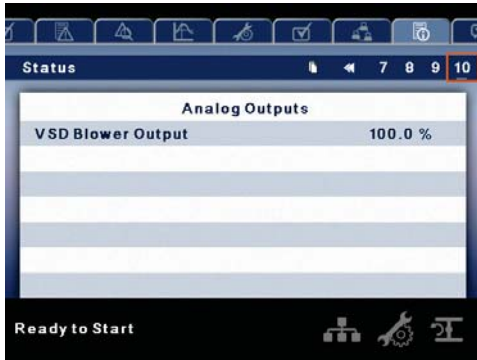 Status 7 8 9 10
Analog Outputs
VSD Blower Output 100.0 %
Ready to Start